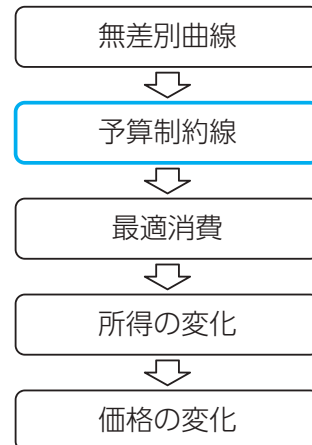 無差別曲線
予算制約線
最適消費
所得の変化
価格の変化